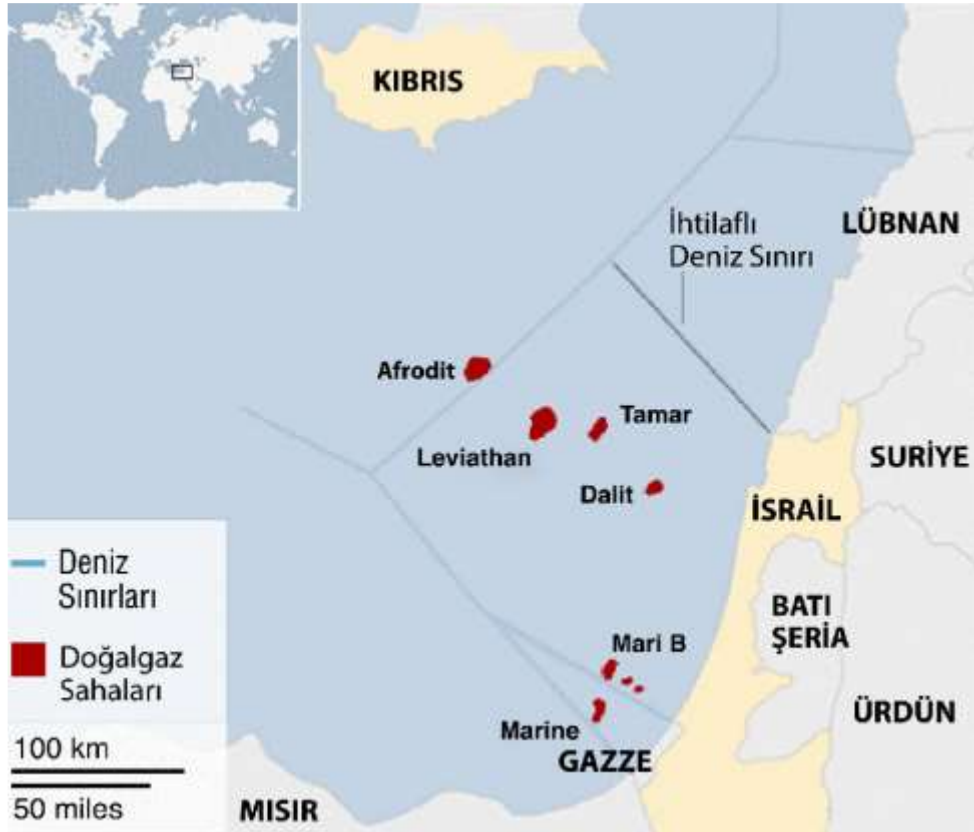 KIBRIS
LÜBNAN
İhtilaflı
Deniz Sınırı
Afrodit
Tamar
Leviathan
SURİYE
Dalit
İSRAİL
Deniz
Sınırları
BATI
ŞERİA
Mari B
Doğalgaz
Sahaları
ÜRDÜN
Marine
GAZZE
100 km
50 miles
MISIR